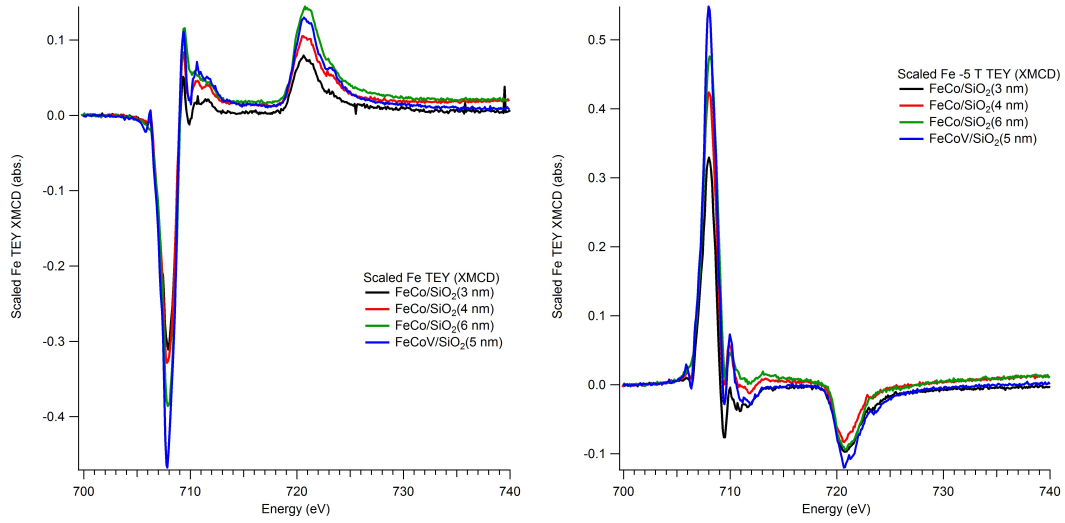 0.1
0.0
-0.1
-0.2
-0.3
-0.4
Scaled Fe TEY XMCD (abs.)
700
710
720
730
740
Energy (eV)
Scaled Fe TEY (XMCD)
FeCo/SiO₂(3 nm)
FeCo/SiO₂(4 nm)
FeCo/SiO₂(6 nm)
FeCoV/SiO₂(5 nm)
0.5
0.4
0.3
0.2
0.1
0.0
-0.1
Scaled Fe TEY XMCD (abs.)
700
710
720
730
740
Energy (eV)
Scaled Fe -5 T TEY (XMCD)
FeCo/SiO₂(3 nm)
FeCo/SiO₂(4 nm)
FeCo/SiO₂(6 nm)
FeCoV/SiO₂(5 nm)